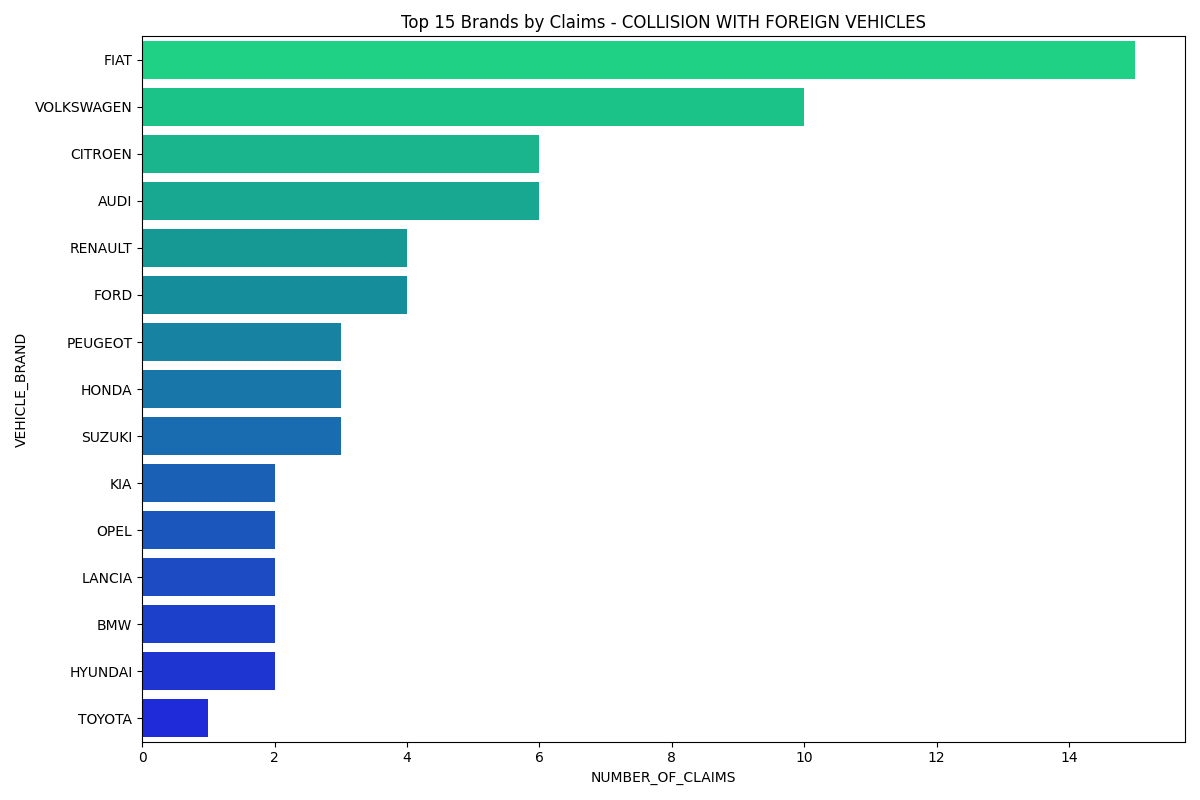 Top 15 Brands by Claims - COLLISION WITH FOREIGN VEHICLES
VEHICLE_BRAND
FIAT
VOLKSWAGEN
CITROEN
AUDI
RENAULT
FORD
PEUGEOT
HONDA
SUZUKI
KIA
OPEL
LANCIA
BMW
HYUNDAI
TOYOTA
0 2 4 6 8 10 12 14
NUMBER_OF_CLAIMS